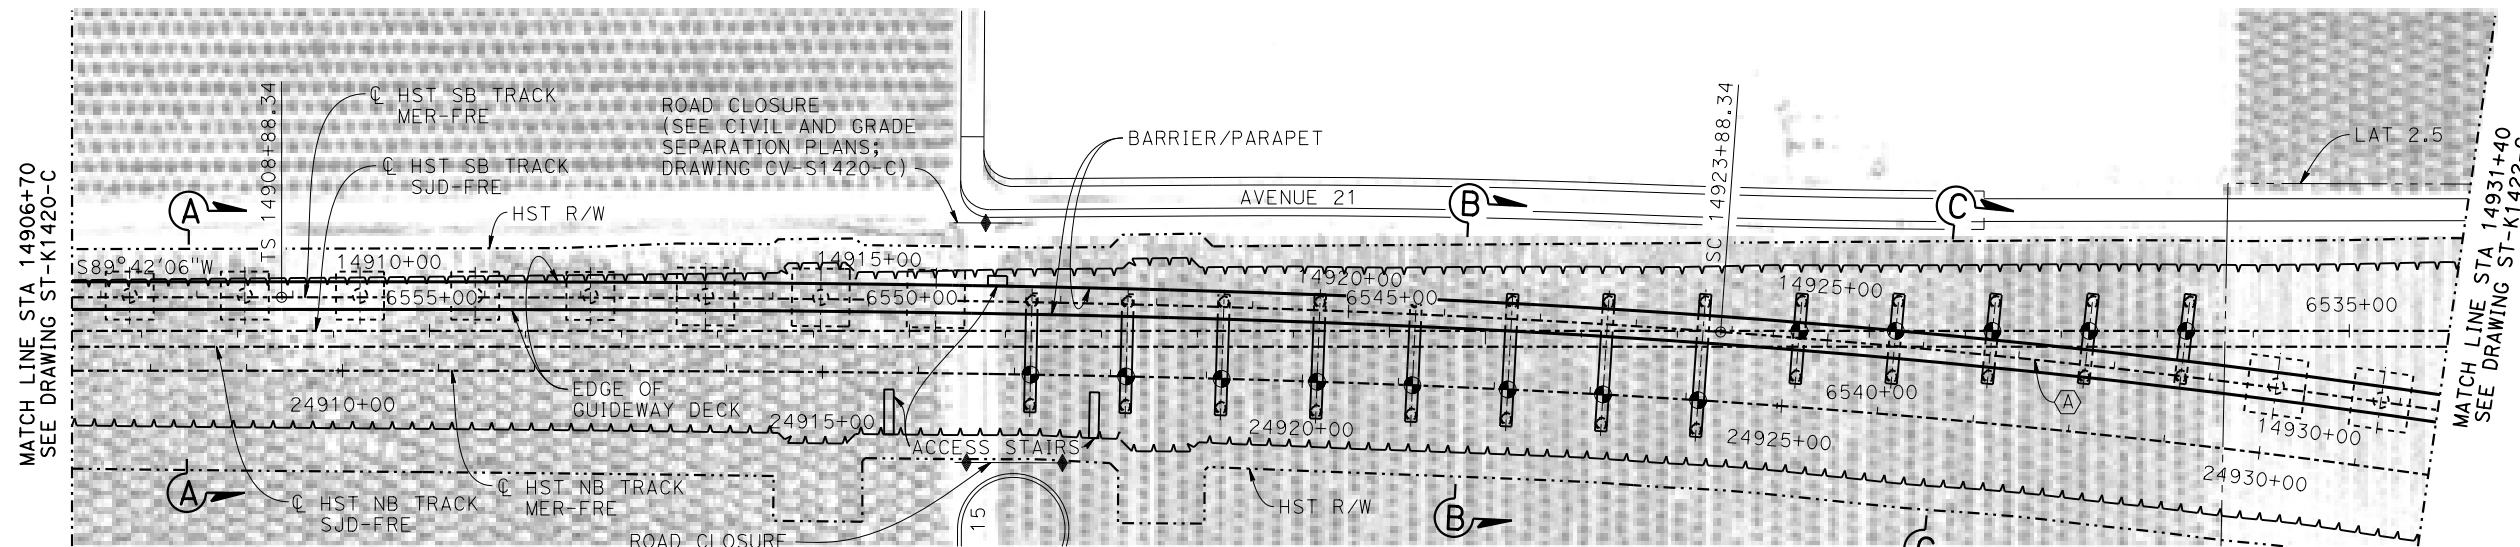 MATCH LINE STA 14906+70
SEE DRAWING ST-K1420-C
TS 14908+88.34
℄ HST SB TRACK
MER-FRE
℄ HST SB TRACK
SJD-FRE
ROAD CLOSURE
(SEE CIVIL AND GRADE
SEPARATION PLANS;
DRAWING CV-S1420-C)
BARRIER/PARAPET
SC 14923+88.34
LAT 2.5
AVENUE 21
A
HST R/W
B
C
S89°42'06"W
14910+00
14915+00
14920+00
14925+00
6555+00
6550+00
6545+00
6535+00
EDGE OF
GUIDEWAY DECK
6540+00
A
24910+00
24915+00
24920+00
24925+00
14930+00
24930+00
ACCESS STAIRS
A
℄ HST NB TRACK
SJD-FRE
℄ HST NB TRACK
MER-FRE
HST R/W
B
15
ROAD CLOSURE
C
MATCH LINE STA 14931+40
SEE DRAWING ST-K1422-C